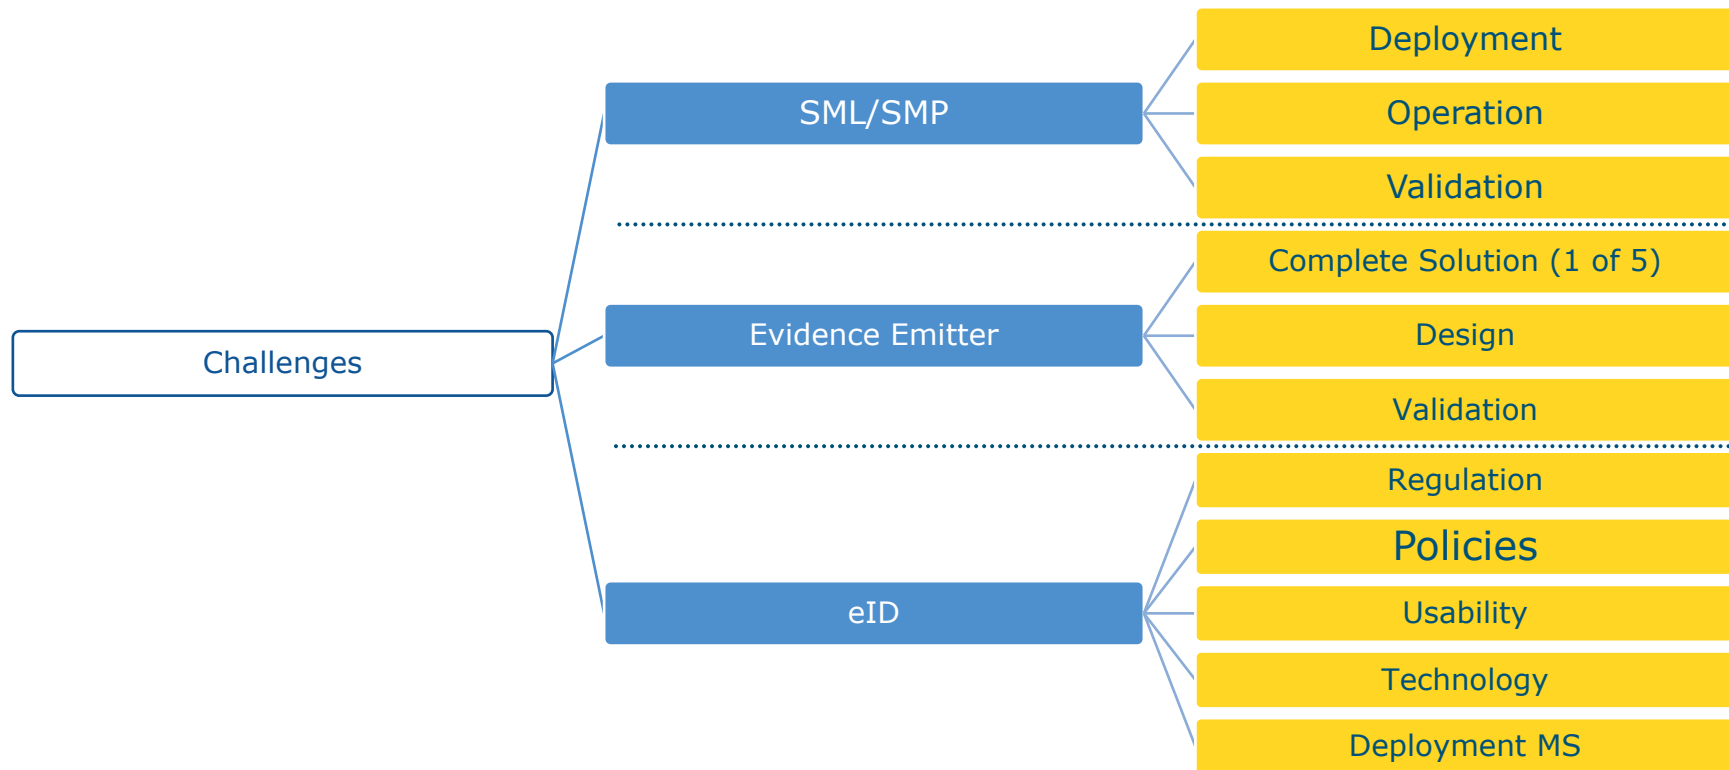 Challenges
SML/SMP
Deployment
Operation
Validation
Evidence Emitter
Complete Solution (1 of 5)
Design
Validation
eID
Regulation
Policies
Usability
Technology
Deployment MS